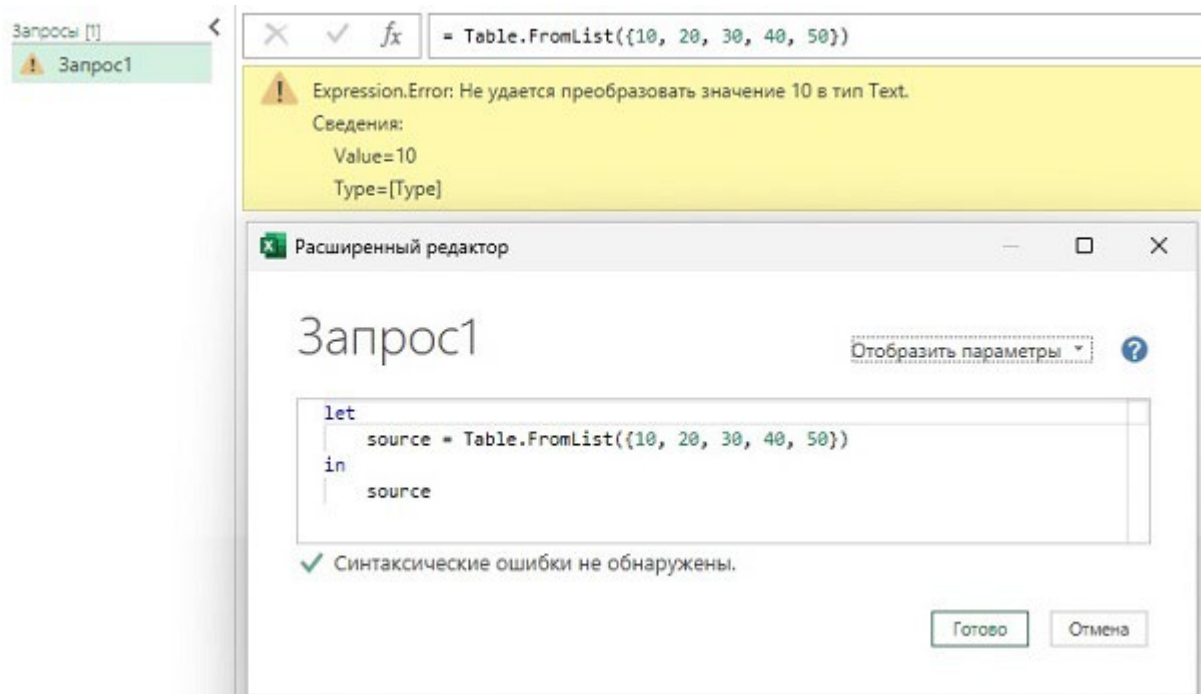 Запросы [1]
Запрос1
fx = Table.FromList({10, 20, 30, 40, 50})
Expression.Error: Не удается преобразовать значение 10 в тип Text.
Сведения:
Value=10
Type=[Type]
Расширенный редактор
Запрос1
Отобразить параметры
?
let
source = Table.FromList({10, 20, 30, 40, 50})
in
source
Синтаксические ошибки не обнаружены.
Готово Отмена